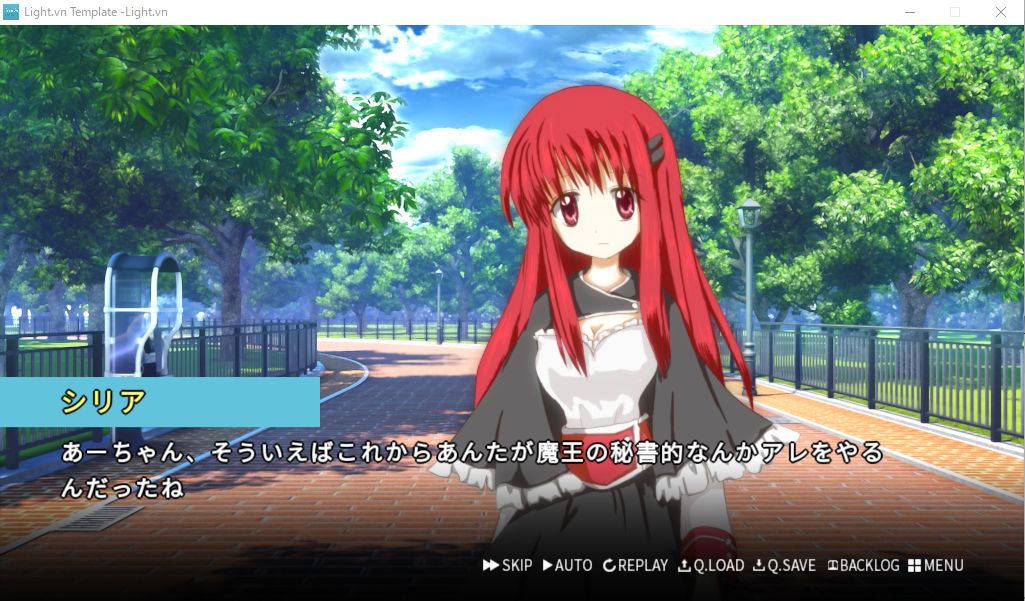 Light.vn Template -Light.vn
シリア
あーちゃん、そういえばこれからあんたが魔王の秘書的なんかアレをやる
んだったね
SKIP AUTO REPLAY Q.LOAD Q.SAVE BACKLOG MENU